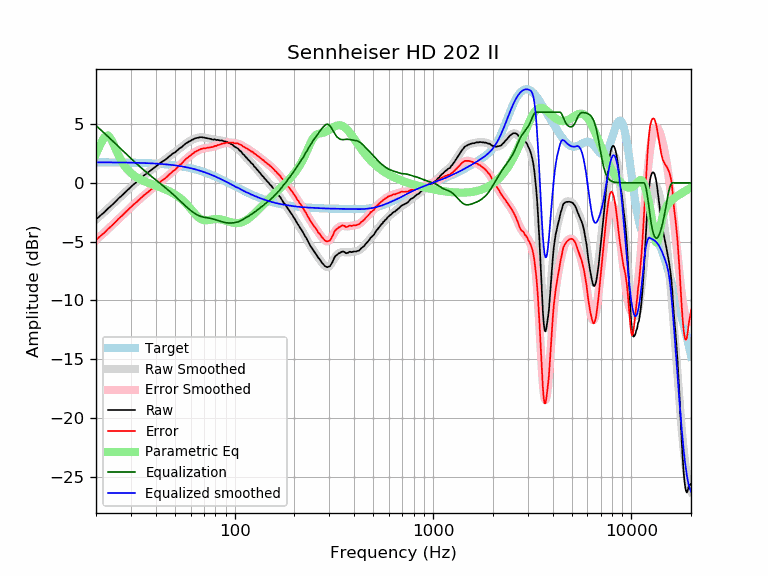 Sennheiser HD 202 II
Amplitude (dBr)
5
0
−5
−10
−15
−20
−25
Target
Raw Smoothed
Error Smoothed
Raw
Error
Parametric Eq
Equalization
Equalized smoothed
100
1000
10000
Frequency (Hz)